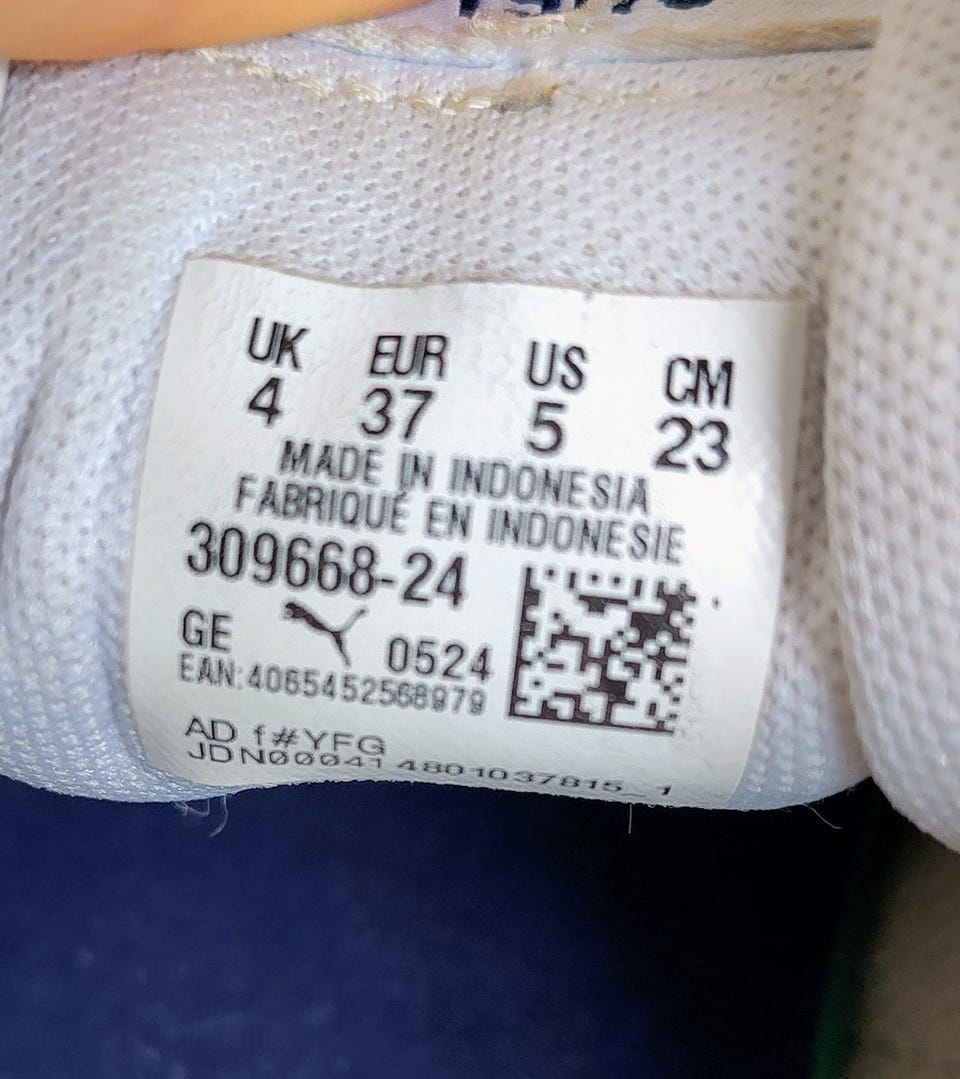 UK EUR US CM
4 37 5 23
MADE IN INDONESIA
FABRIQUÉ EN INDONESIE
309668-24
GE 0524
EAN:4065452568979
AD f#YFG
JDN00041 4801037815_1